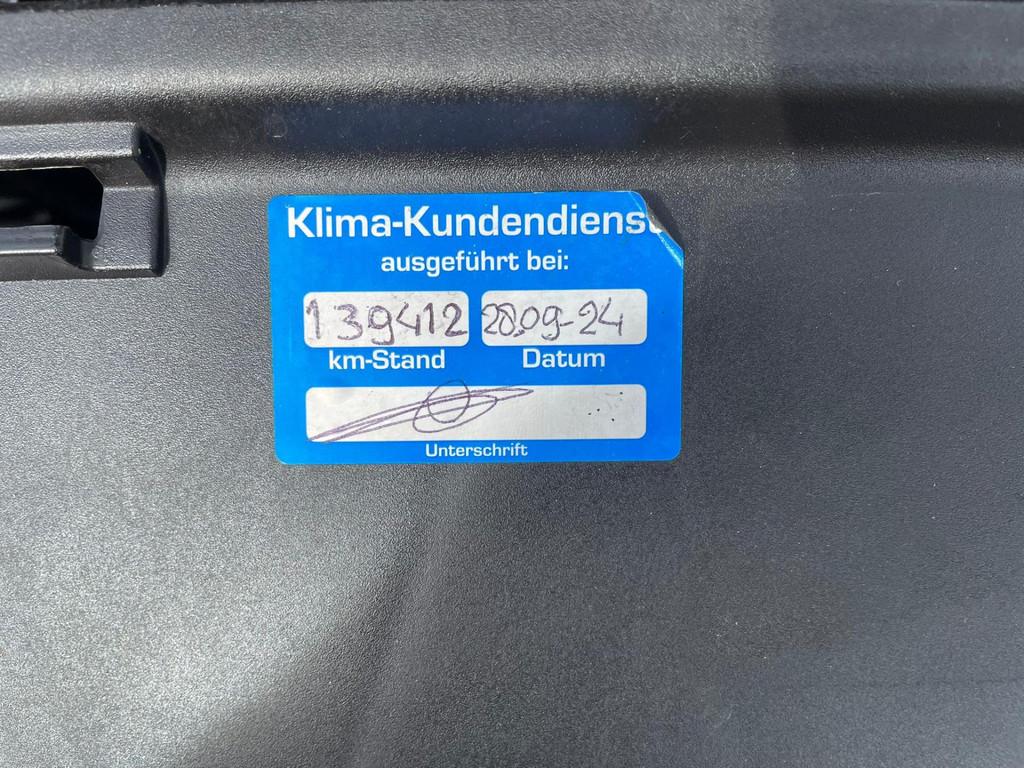 Klima-Kundendienst
ausgeführt bei:
139412 28.09-24
km-Stand Datum
Unterschrift